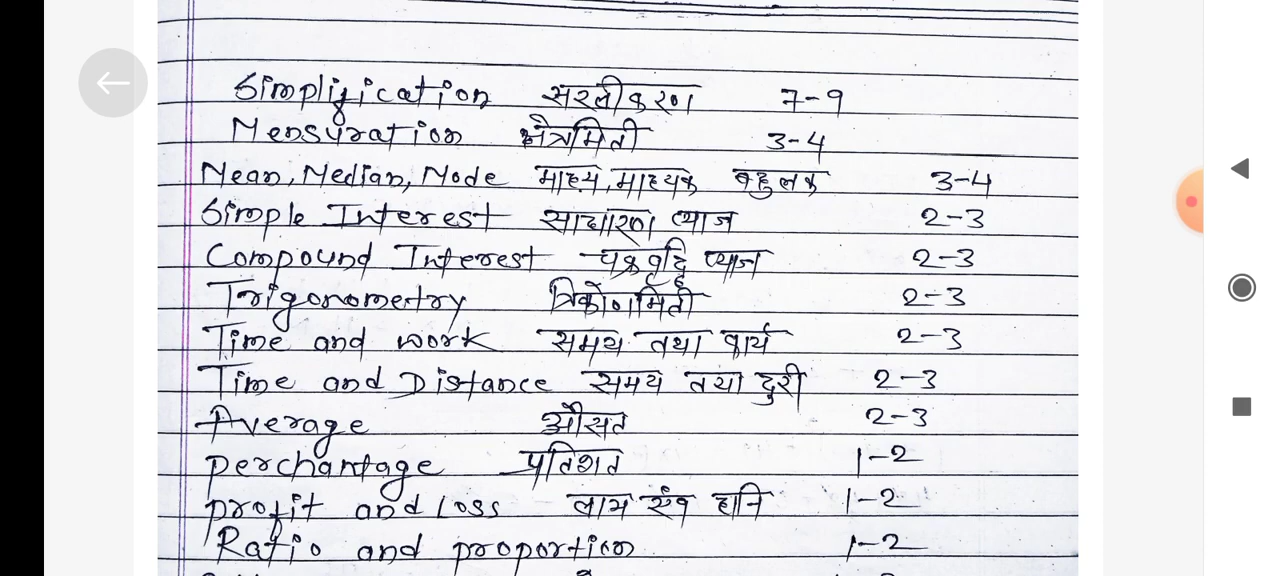 Simplification सरलीकरण 7-9
Mensuration क्षेत्रमिती 3-4
Mean, Median, Mode माध्य, माध्यक बहुलक 3-4
Simple Interest साधारण व्याज 2-3
Compound Interest चक्रवृद्दि व्याज 2-3
Trigonometry त्रिकोणमिती 2-3
Time and work समय तथा कार्य 2-3
Time and Distance समय तथा दुरी 2-3
Average औसत 2-3
perchantage प्रतिशत 1-2
profit and Loss लाभ एंव हानि 1-2
Ratio and proportion 1-2